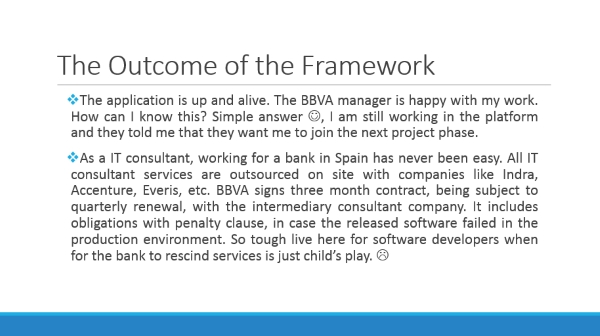 The Outcome of the Framework
❖The application is up and alive. The BBVA manager is happy with my work.
How can I know this? Simple answer ☺, I am still working in the platform
and they told me that they want me to join the next project phase.
❖As a IT consultant, working for a bank in Spain has never been easy. All IT
consultant services are outsourced on site with companies like Indra,
Accenture, Everis, etc. BBVA signs three month contract, being subject to
quarterly renewal, with the intermediary consultant company. It includes
obligations with penalty clause, in case the released software failed in the
production environment. So tough live here for software developers when
for the bank to rescind services is just child’s play. ☹